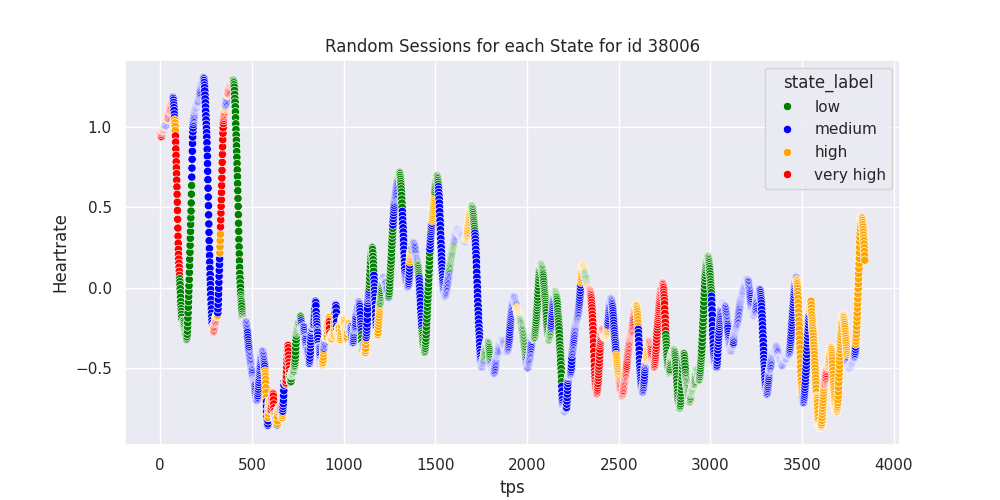 Random Sessions for each State for id 38006
state_label
low
medium
high
very high
Heartrate
1.0
0.5
0.0
−0.5
0
500
1000
1500
2000
2500
3000
3500
4000
tps